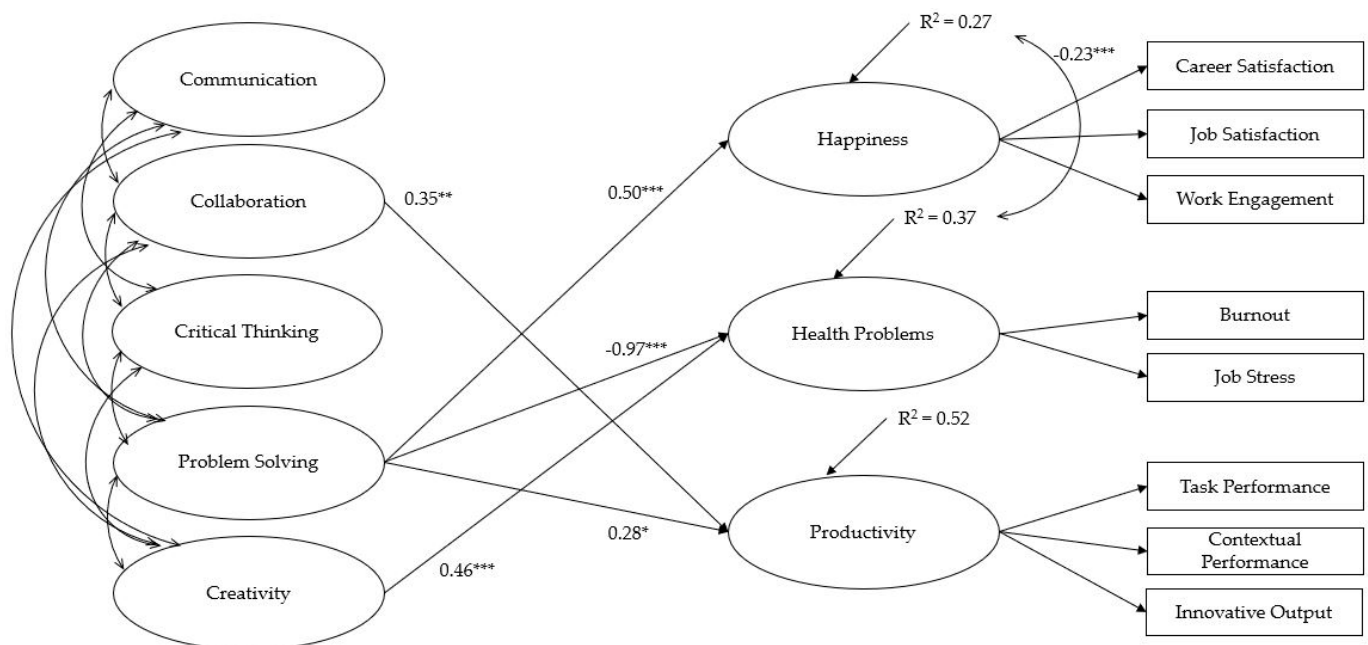 Communication
Collaboration
Critical Thinking
Problem Solving
Creativity
0.35**
0.50***
-0.97***
0.28*
0.46***
R² = 0.27
-0.23***
Happiness
R² = 0.37
Health Problems
R² = 0.52
Productivity
Career Satisfaction
Job Satisfaction
Work Engagement
Burnout
Job Stress
Task Performance
Contextual
Performance
Innovative Output